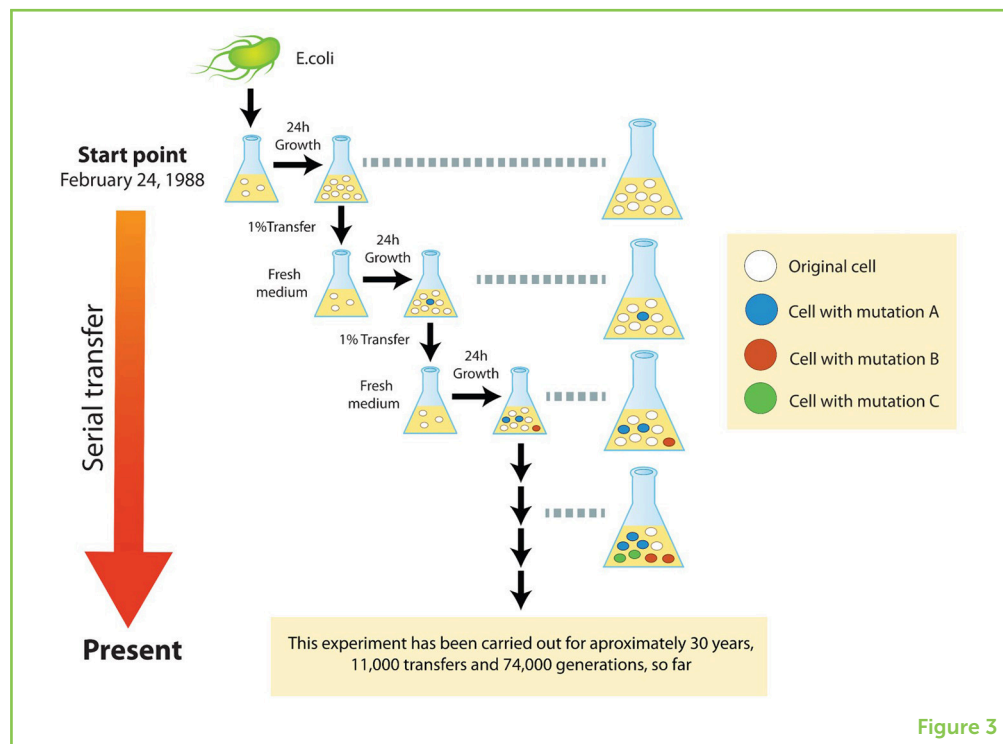 E.coli
24h
Growth
Start point
February 24, 1988
1%Transfer
24h
Growth
Fresh
medium
Original cell
Cell with mutation A
1% Transfer
24h
Growth
Cell with mutation B
Fresh
medium
Cell with mutation C
Serial transfer
Present
This experiment has been carried out for aproximately 30 years,
11,000 transfers and 74,000 generations, so far
Figure 3